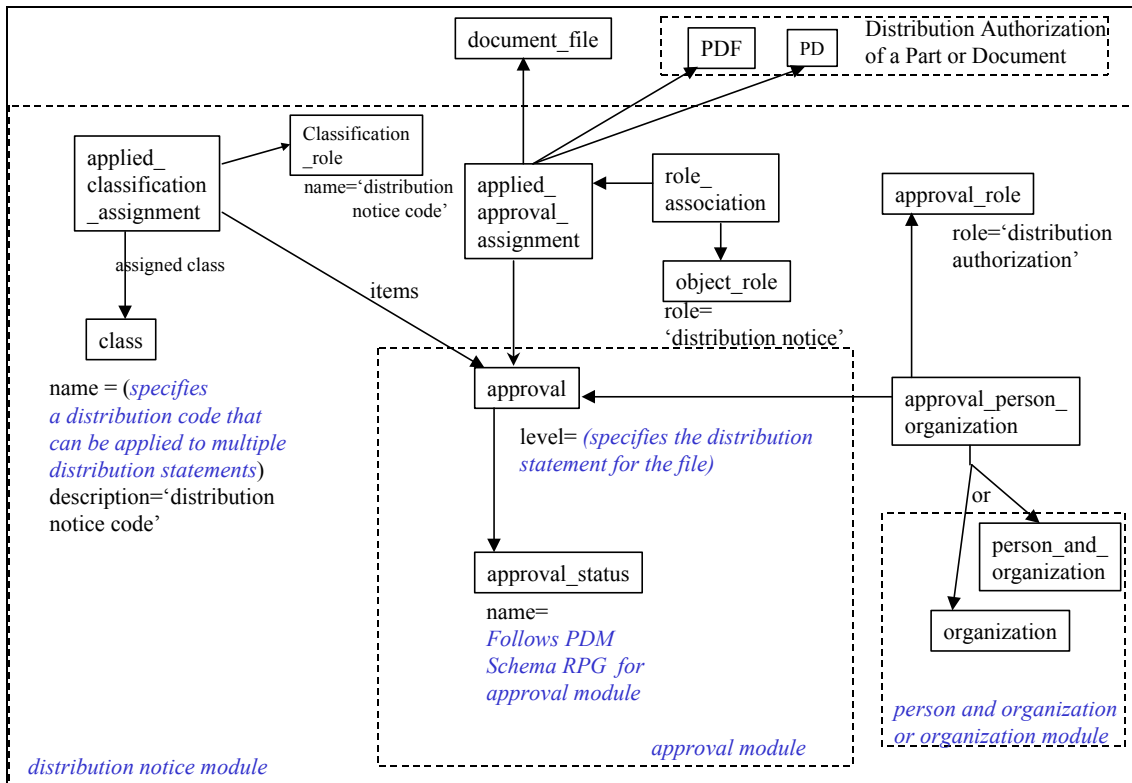 document_file
PDF
PD
Distribution Authorization
of a Part or Document
applied_
classification
_assignment
Classification
_role
name=‘distribution
notice code’
applied_
approval_
assignment
role_
association
approval_role
role=‘distribution
authorization’
assigned class
items
object_role
role=
‘distribution notice’
class
name = (specifies
a distribution code that
can be applied to multiple
distribution statements)
description=‘distribution
notice code’
approval
level= (specifies the distribution
statement for the file)
approval_person_
organization
or
person_and_
organization
organization
approval_status
name=
Follows PDM
Schema RPG for
approval module
person and organization
or organization module
approval module
distribution notice module